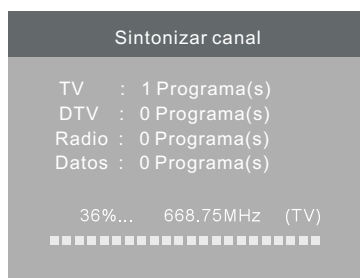 Sintonizar canal
TV : 1 Programa(s)
DTV : 0 Programa(s)
Radio : 0 Programa(s)
Datos : 0 Programa(s)
36%... 668.75MHz (TV)